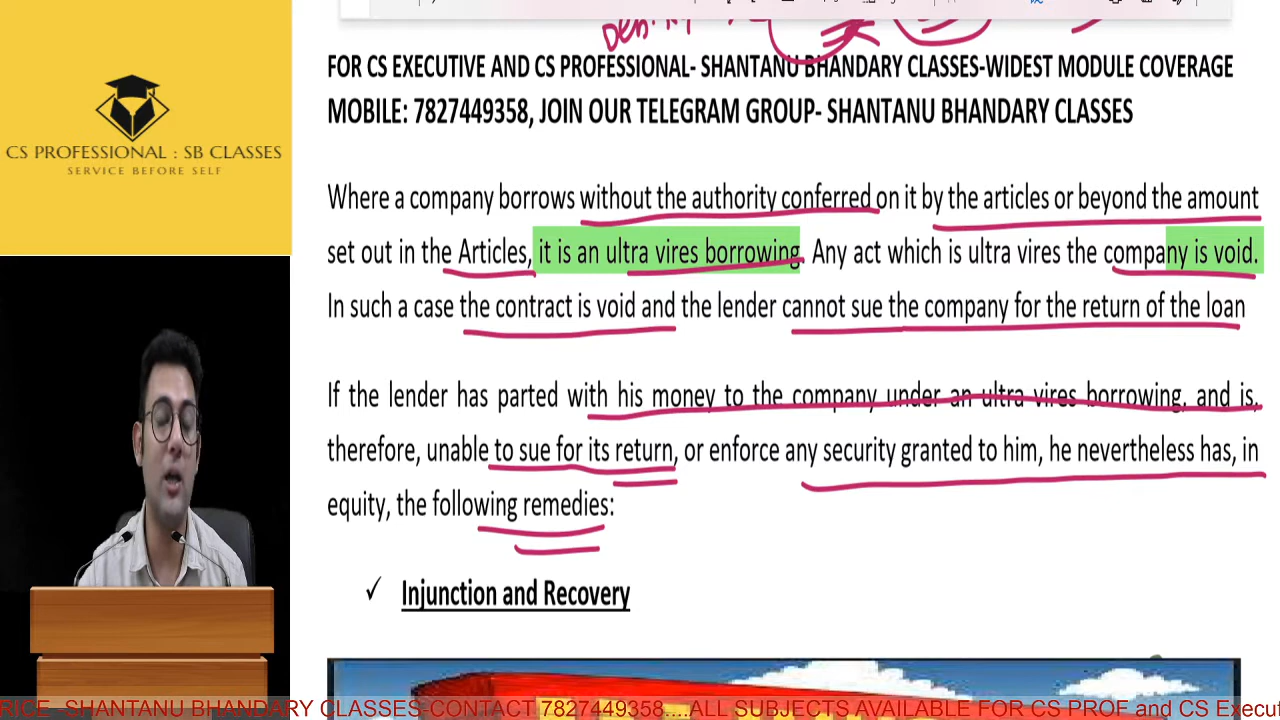 FOR CS EXECUTIVE AND CS PROFESSIONAL- SHANTANU BHANDARY CLASSES-WIDEST MODULE COVERAGE
MOBILE: 7827449358, JOIN OUR TELEGRAM GROUP- SHANTANU BHANDARY CLASSES
CS PROFESSIONAL : SB CLASSES
SERVICE BEFORE SELF
Where a company borrows without the authority conferred on it by the articles or beyond the amount
set out in the Articles, it is an ultra vires borrowing. Any act which is ultra vires the company is void.
In such a case the contract is void and the lender cannot sue the company for the return of the loan
If the lender has parted with his money to the company under an ultra vires borrowing, and is,
therefore, unable to sue for its return, or enforce any security granted to him, he nevertheless has, in
equity, the following remedies:
✓ Injunction and Recovery
RICE -SHANTANU BHANDARY CLASSES-CONTACT 7827449358....ALL SUBJECTS AVAILABLE FOR CS PROF and CS Execut